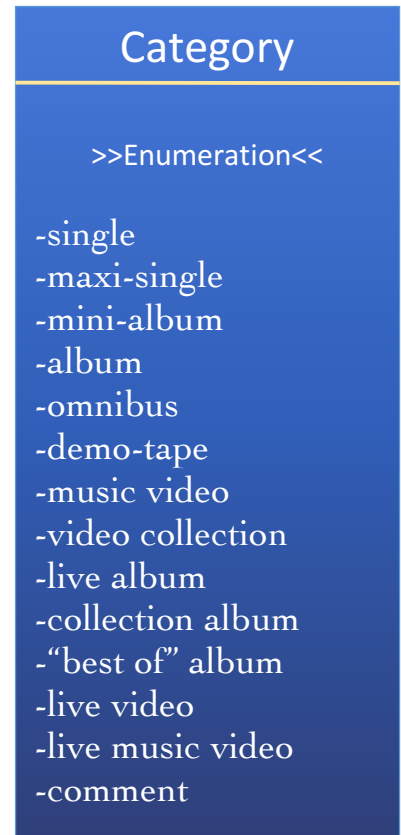 Category
>>Enumeration<<
-single
-maxi-single
-mini-album
-album
-omnibus
-demo-tape
-music video
-video collection
-live album
-collection album
-“best of” album
-live video
-live music video
-comment